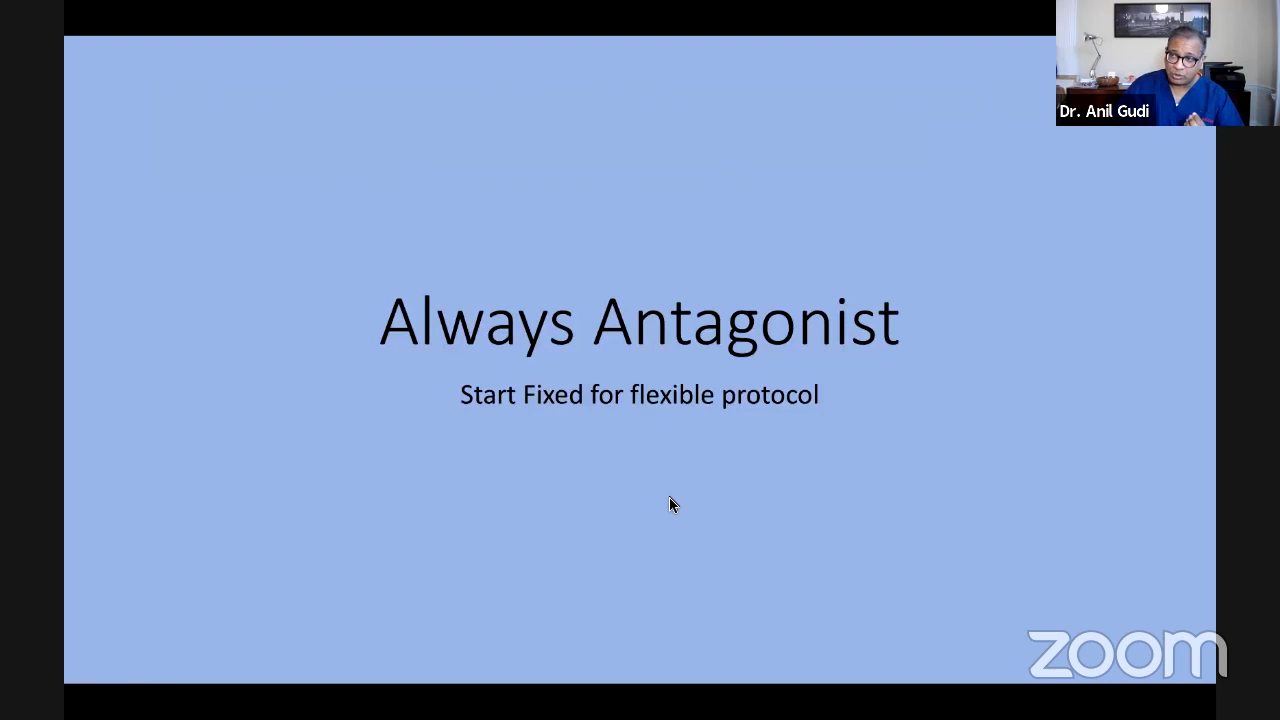 Dr. Anil Gudi
Always Antagonist
Start Fixed for flexible protocol
zoom